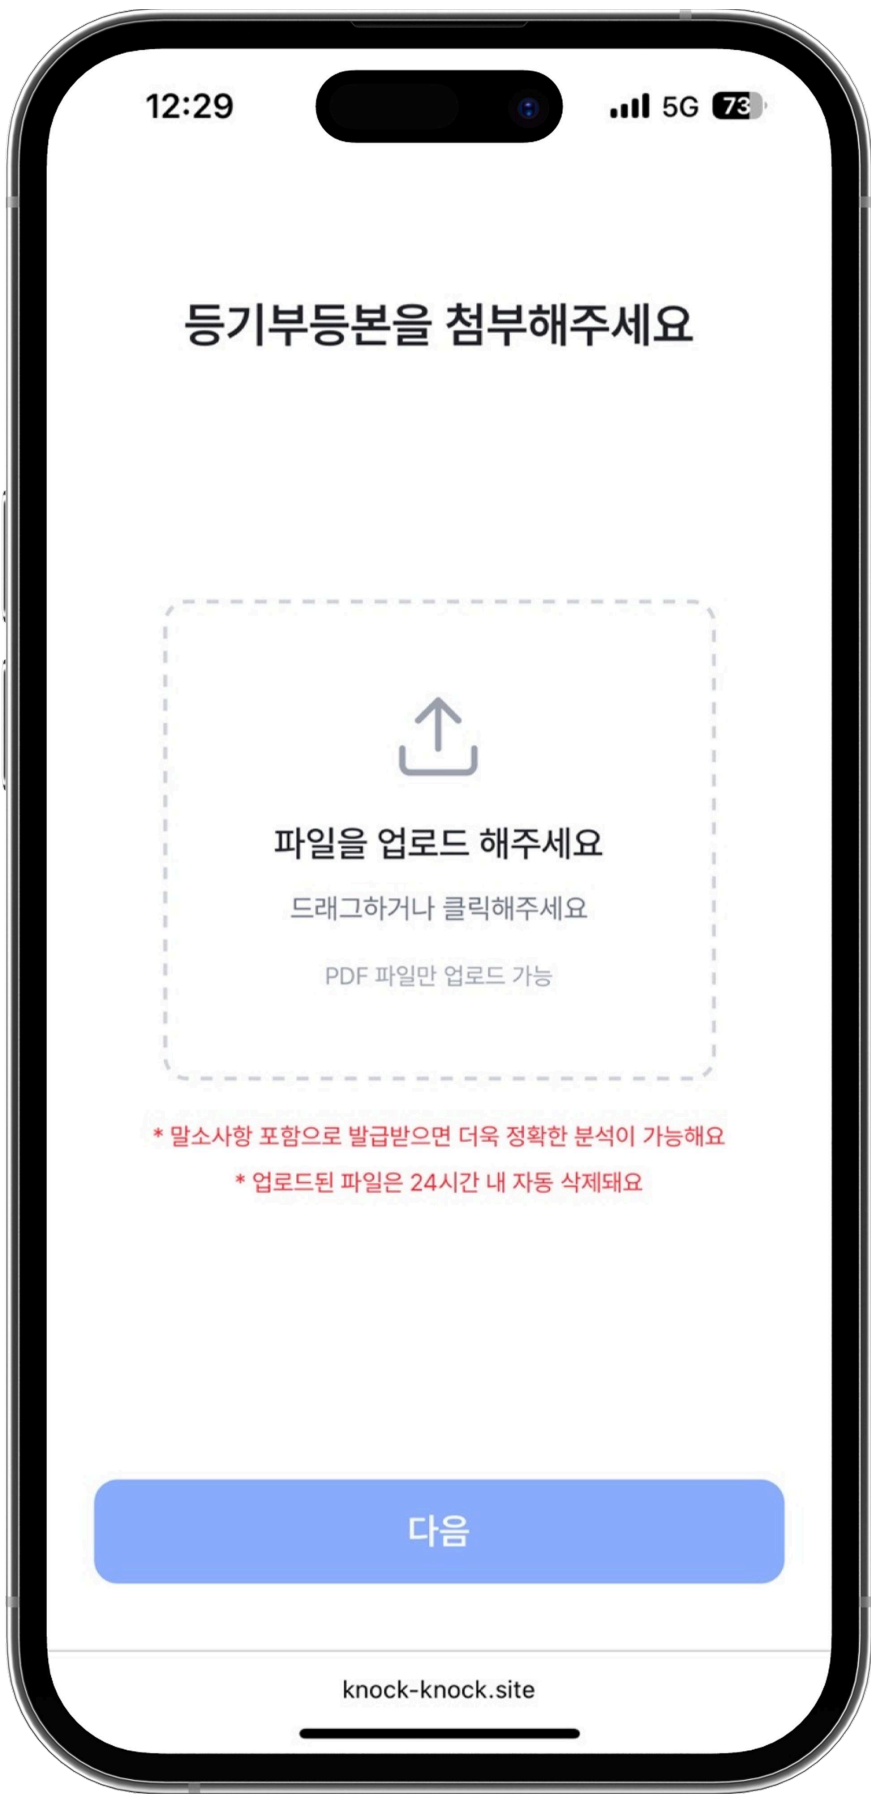 12:29
5G 73
등기부등본을 첨부해주세요
파일을 업로드 해주세요
드래그하거나 클릭해주세요
PDF 파일만 업로드 가능
* 말소사항 포함으로 발급받으면 더욱 정확한 분석이 가능해요
* 업로드된 파일은 24시간 내 자동 삭제돼요
다음
knock-knock.site